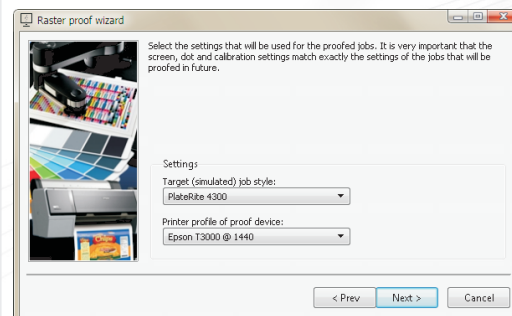 Raster proof wizard
Select the settings that will be used for the proofed jobs. It is very important that the
screen, dot and calibration settings match exactly the settings of the jobs that will be
proofed in future.
Settings
Target (simulated) job style:
PlateRite 4300
Printer profile of proof device:
Epson T3000 @ 1440
< Prev
Next >
Cancel